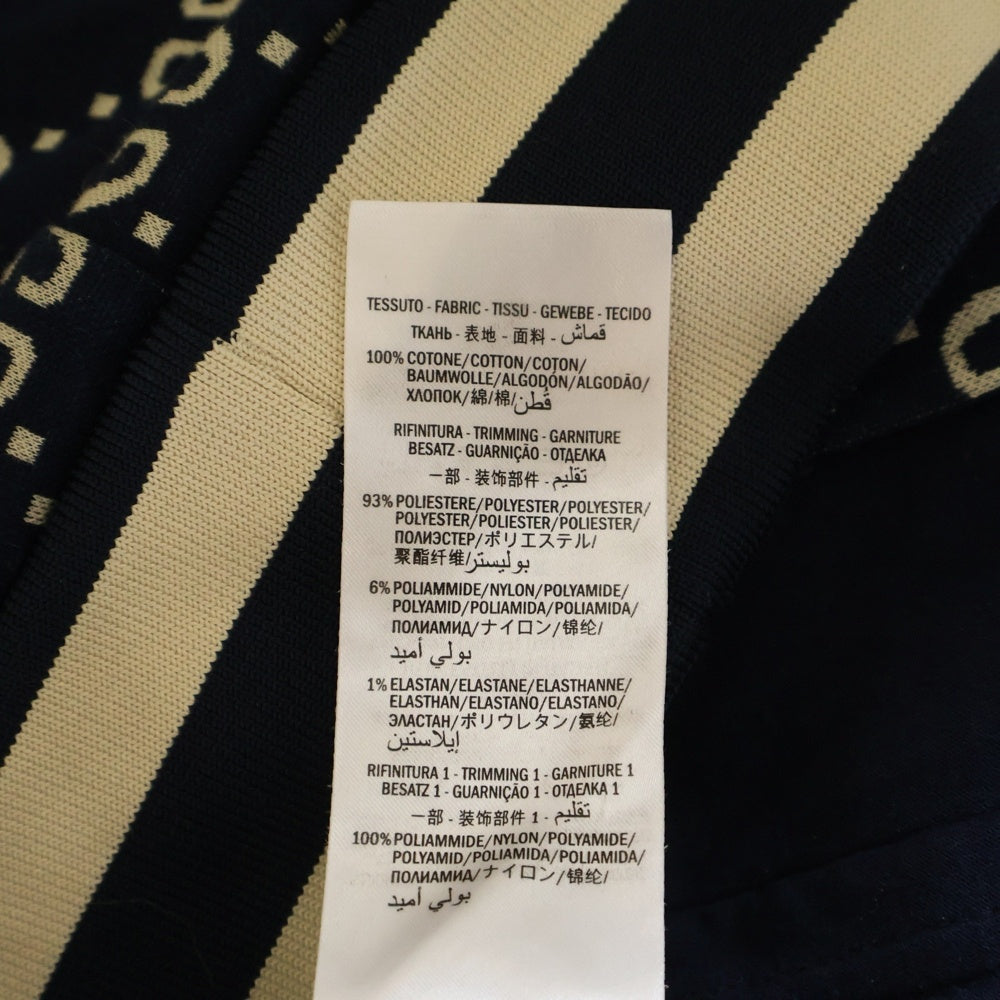 TESSUTO - FABRIC - TISSU - GEWEBE - TECIDO
ТКАНЬ - 表地 - 面料 - قماش
100% COTONE/COTTON/COTON/
BAUMWOLLE/ALGODÓN/ALGODÃO/
ХЛОПОК/綿/棉/قطن
RIFINITURA - TRIMMING - GARNITURE
BESATZ - GUARNIÇÃO - ОТДЕЛКА
一部 - 装饰部件 - تقليم
93% POLIESTERE/POLYESTER/POLYESTER/
POLYESTER/POLIESTER/POLIESTER/
ПОЛИЭСТЕР/ポリエステル/
聚酯纤维/بوليستر
6% POLIAMMIDE/NYLON/POLYAMIDE/
POLYAMID/POLIAMIDA/POLIAMIDA/
ПОЛИАМИД/ナイロン/锦纶/
بولي أميد
1% ELASTAN/ELASTANE/ELASTHANNE/
ELASTHAN/ELASTANO/ELASTANO/
ЭЛАСТАН/ポリウレタン/氨纶/
إيلاستين
RIFINITURA 1 - TRIMMING 1 - GARNITURE 1
BESATZ 1 - GUARNIÇÃO 1 - ОТДЕЛКА 1
一部 - 装饰部件 1 - تقليم
100% POLIAMMIDE/NYLON/POLYAMIDE/
POLYAMID/POLIAMIDA/POLIAMIDA/
ПОЛИАМИД/ナイロン/锦纶/
بولي أميد